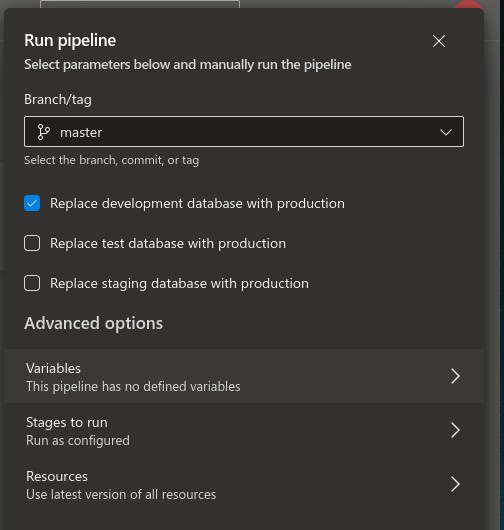 Run pipeline
Select parameters below and manually run the pipeline
Branch/tag
master
Select the branch, commit, or tag
Replace development database with production
Replace test database with production
Replace staging database with production
Advanced options
Variables
This pipeline has no defined variables
Stages to run
Run as configured
Resources
Use latest version of all resources